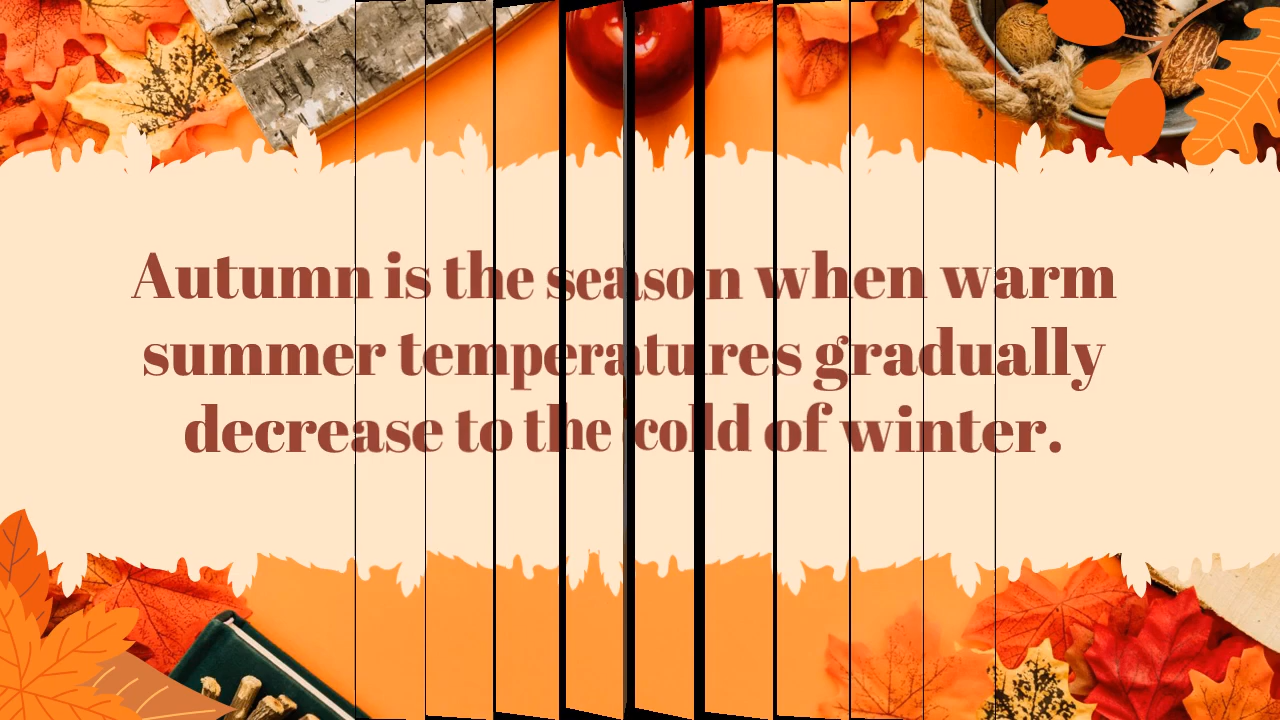 Autumn is the season when warm
summer temperatures gradually
decrease to the cold of winter.